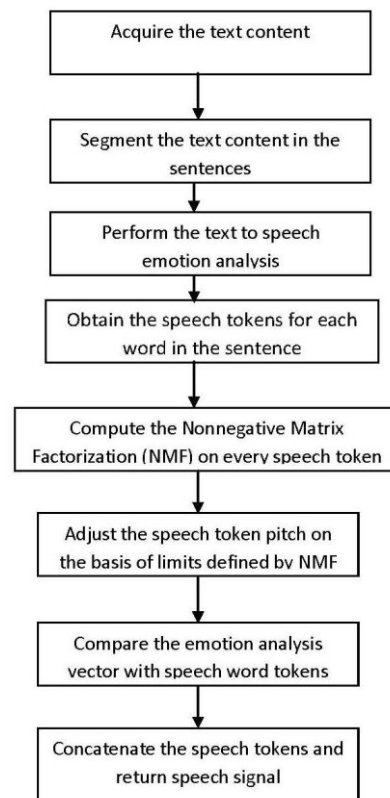 Acquire the text content
Segment the text content in the
sentences
Perform the text to speech
emotion analysis
Obtain the speech tokens for each
word in the sentence
Compute the Nonnegative Matrix
Factorization (NMF) on every speech token
Adjust the speech token pitch on
the basis of limits defined by NMF
Compare the emotion analysis
vector with speech word tokens
Concatenate the speech tokens and
return speech signal